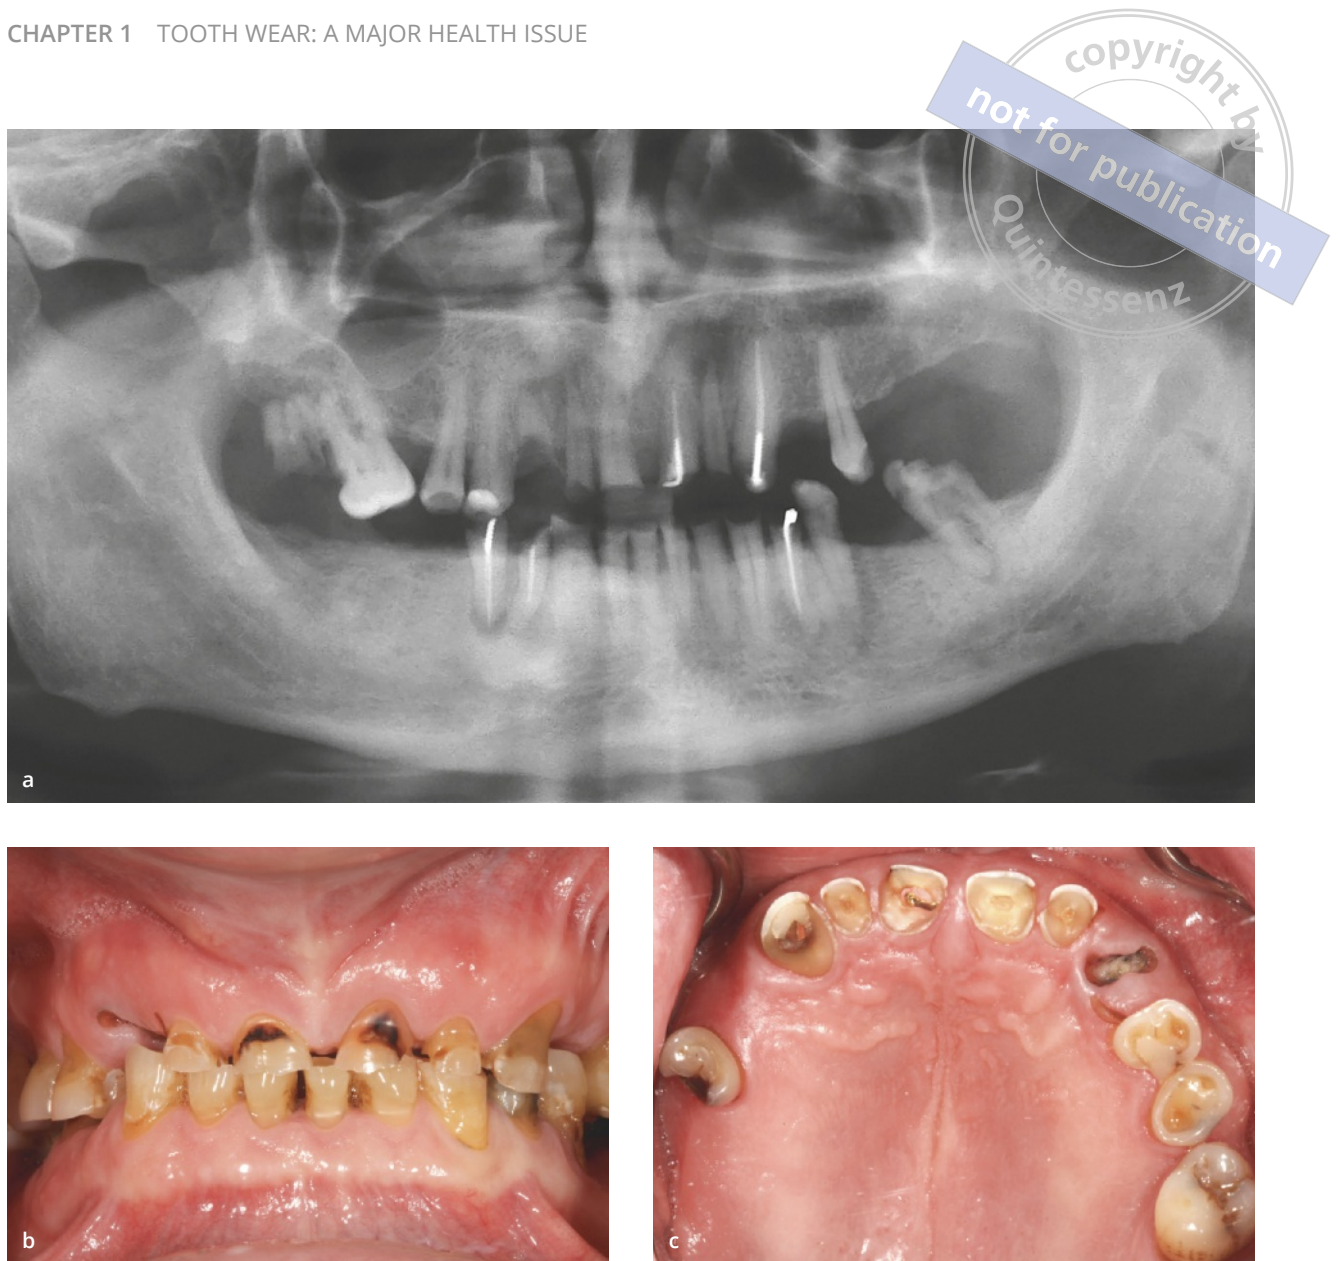 CHAPTER 1 TOOTH WEAR: A MAJOR HEALTH ISSUE
copyright by
not for publication
Quintessenz
a
b
c